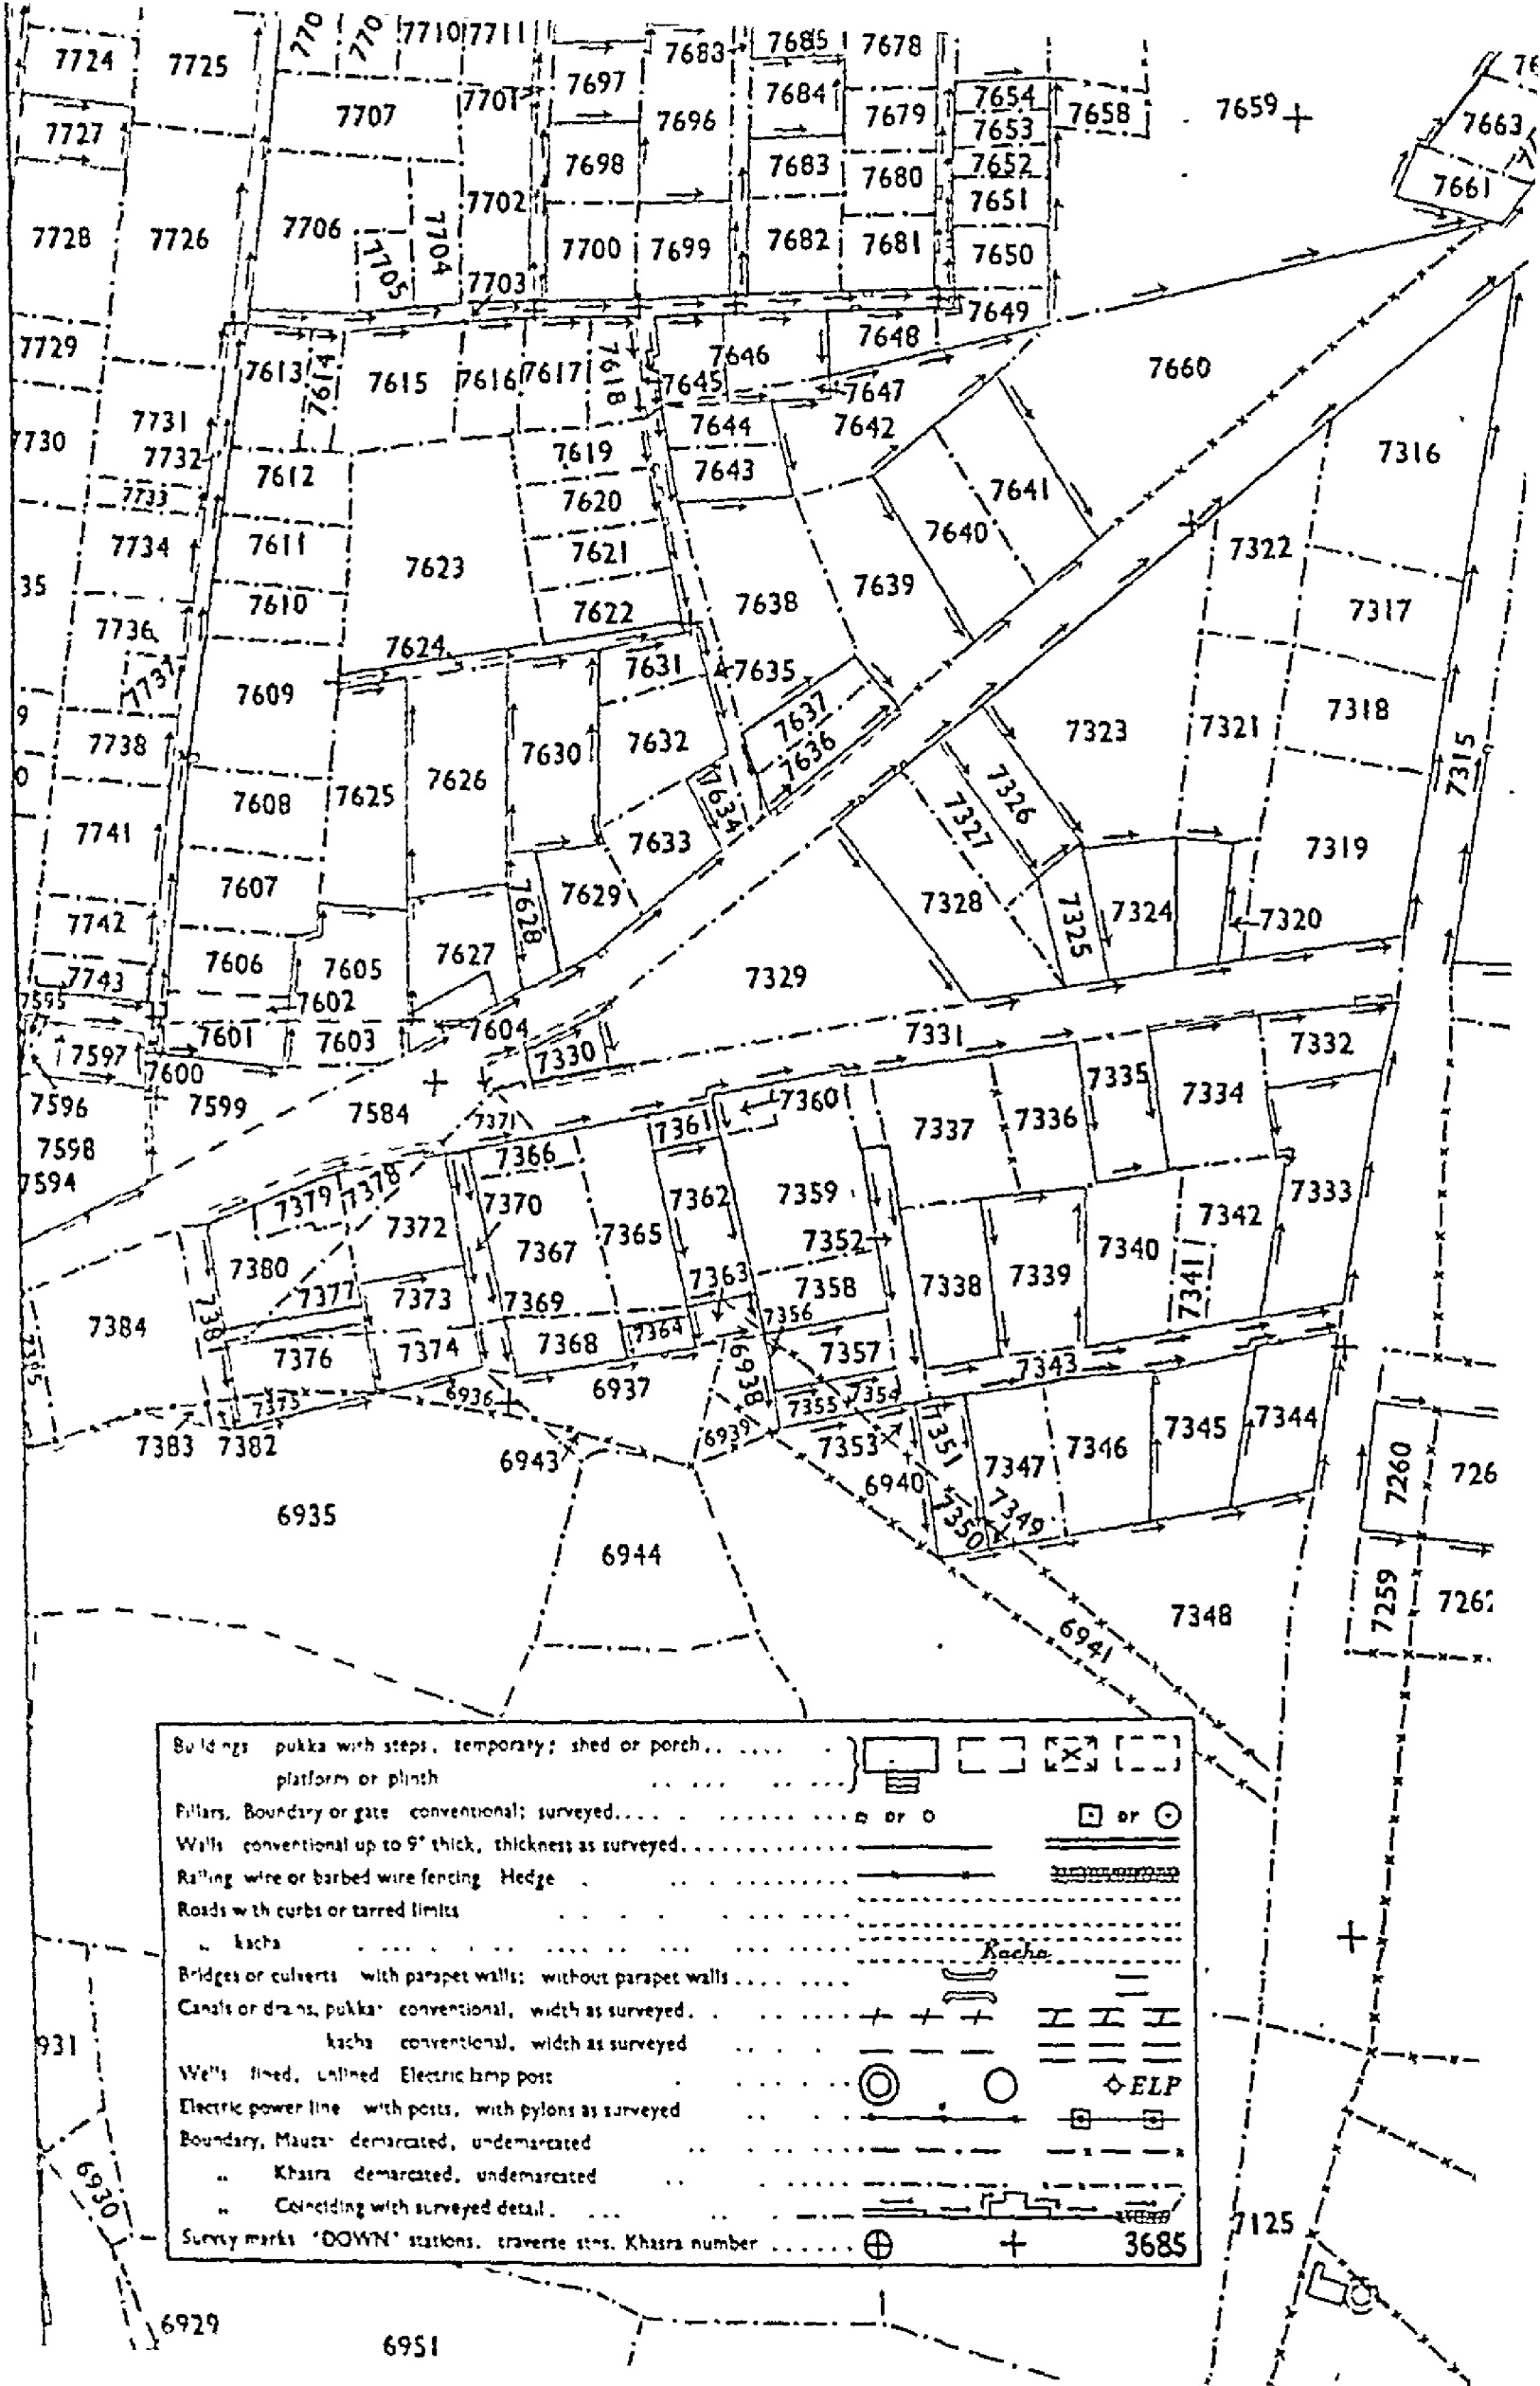 7724 7725 7710 7711 7683 7685 7678
7697 7684 7654
7727 7707 7701 7696 7679 7658 7659 7663
7653
7698 7683 7680 7652 7661
7728 7726 7706 7705 7704 7702 7700 7699 7682 7681 7651
7650
7703 7649
7729 7613 7614 7615 7616 7617 7618 7646 7648 7660
7645 7647
7730 7731 7644 7642 7316
7732 7612 7619 7643
7733 7620 7641
7734 7611 7623 7621 7640 7322
35 7610 7622 7638 7639 7317
7736 7624
7737 7609 7631 7635
9 7738 7630 7632 7637 7323 7321 7318
7636 7315
0 7608 7625 7626 7634 7326
7741 7633 7327 7319
7607 7629 7328 7324 7320
7742 7628 7325
7743 7606 7605 7627 7329
7595 7602
7601 7603 7604 7331 7332
7597 7330
7600 7335
7596 7599 7584 7371 7361 7360 7337 7336 7334
7598 7366
7594 7379 7378 7370 7362 7359 7333
7372 7367 7365 7352 7342
7380 7363 7358 7340
7377 7373 7369 7338 7339 7341
7384 7381 7356
7376 7374 7368 7364 7357 7343
7385 7375 6936 6937 6938 7355 7354
7383 7382 6943 6939 7353 7351 7347 7346 7345 7344
6940 7260 726
6935 7350 7349
6944 7259
6941 7348 7262
Buildings pukka with steps, temporary; shed or porch
platform or plinth
Pillars, Boundary or gate conventional; surveyed or or
Walls conventional up to 9" thick, thickness as surveyed
Railing wire or barbed wire fencing Hedge
Roads with curbs or tarred limits
„ kacha Kacha
Bridges or culverts with parapet walls; without parapet walls
Canals or drains, pukka: conventional, width as surveyed
kacha conventional, width as surveyed
Wells lined, unlined Electric lamp post ELP
Electric power line with posts, with pylons as surveyed
Boundary, Mauza: demarcated, undemarcated
„ Khasra demarcated, undemarcated
„ Coinciding with surveyed detail
Survey marks 'DOWN' stations, traverse stns. Khasra number 3685
931
6930
7125
6929 6951